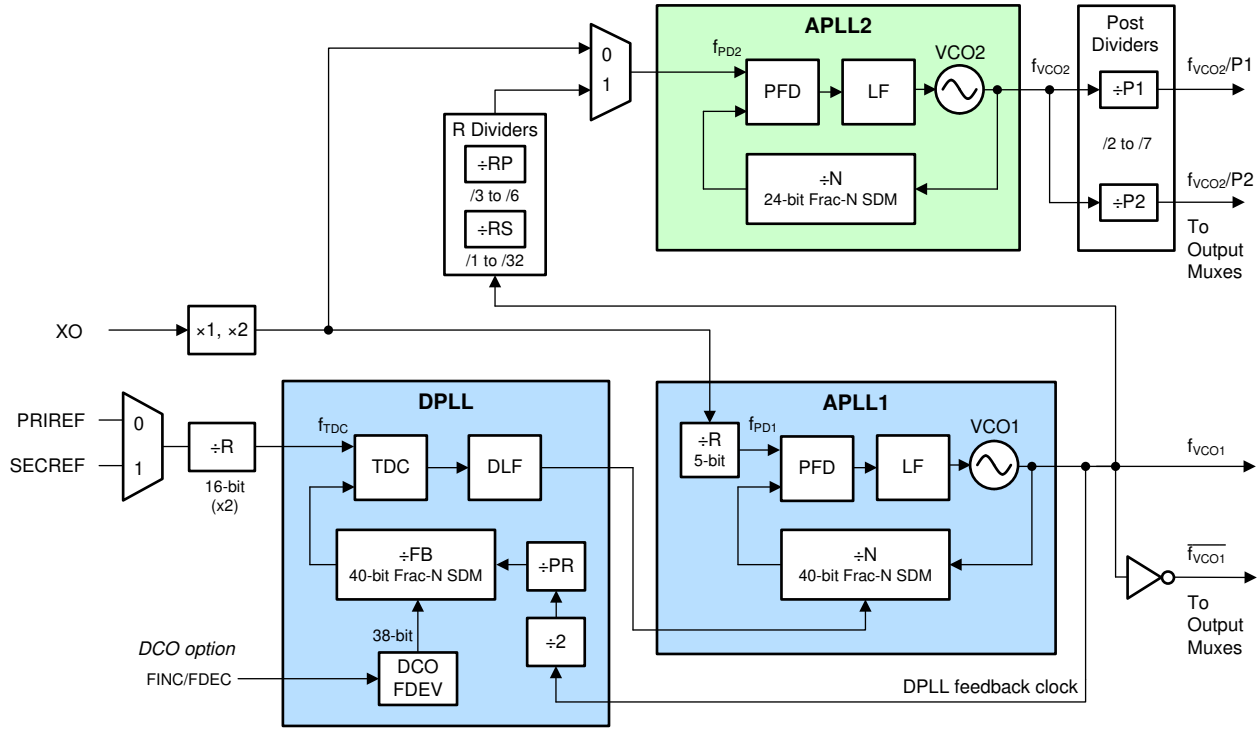 APLL2
Post
Dividers
0
1
fPD2
VCO2
fVCO2
fVCO2/P1
PFD
LF
÷P1
R Dividers
÷RP
/3 to /6
÷RS
/1 to /32
÷N
24-bit Frac-N SDM
/2 to /7
÷P2
fVCO2/P2
To
Output
Muxes
XO
×1, ×2
DPLL
APLL1
PRIREF
SECREF
0
1
÷R
16-bit
(x2)
fTDC
TDC
DLF
÷R
5-bit
fPD1
PFD
LF
VCO1
fVCO1
÷FB
40-bit Frac-N SDM
÷PR
÷N
40-bit Frac-N SDM
fVCO1
To
Output
Muxes
38-bit
÷2
DCO option
FINC/FDEC
DCO
FDEV
DPLL feedback clock